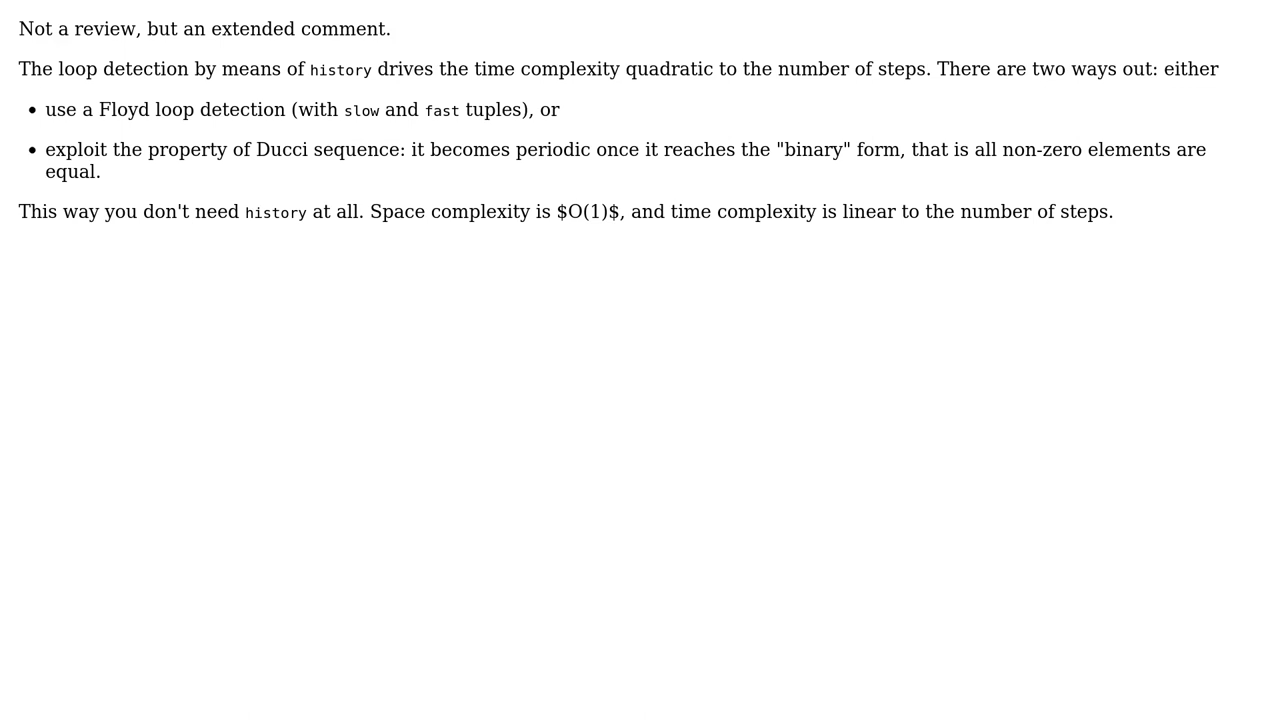 Not a review, but an extended comment.
The loop detection by means of history drives the time complexity quadratic to the number of steps. There are two ways out: either
• use a Floyd loop detection (with slow and fast tuples), or
• exploit the property of Ducci sequence: it becomes periodic once it reaches the "binary" form, that is all non-zero elements are
equal.
This way you don't need history at all. Space complexity is $O(1)$, and time complexity is linear to the number of steps.